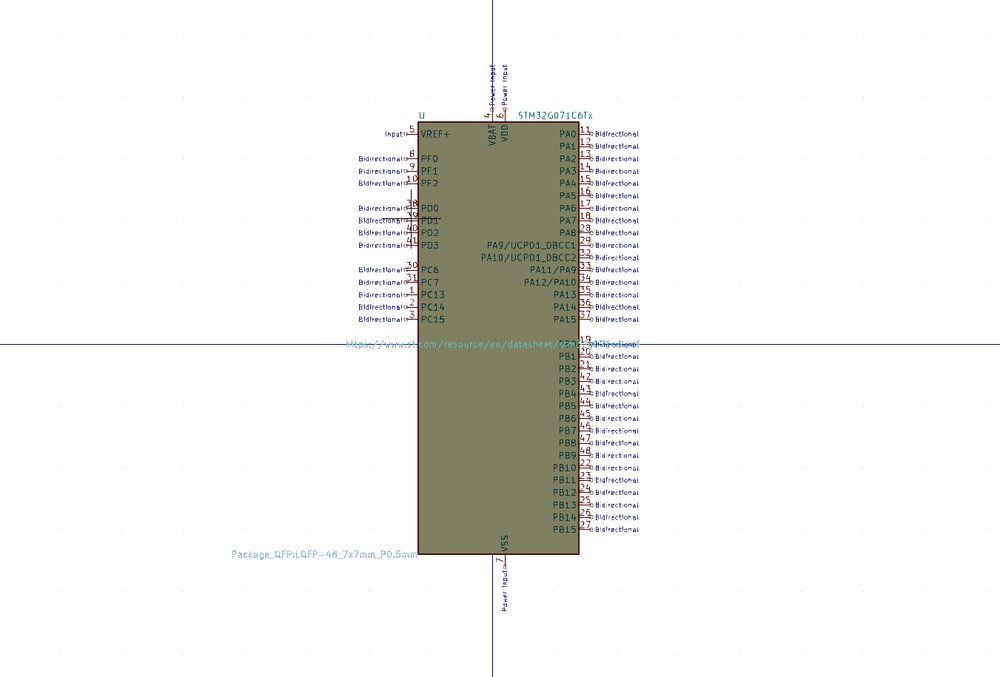 Power Input Power Input
4 6
U STM32G071C6Tx
VBAT VDD
Input 5 VREF+ PA0 11 Bidirectional
PA1 12 Bidirectional
Bidirectional 8 PF0 PA2 13 Bidirectional
Bidirectional 9 PF1 PA3 14 Bidirectional
Bidirectional 10 PF2 PA4 15 Bidirectional
PA5 16 Bidirectional
Bidirectional 38 PD0 PA6 17 Bidirectional
Bidirectional 39 PD1 PA7 18 Bidirectional
Bidirectional 40 PD2 PA8 28 Bidirectional
Bidirectional 41 PD3 PA9/UCPD1_DBCC1 29 Bidirectional
PA10/UCPD1_DBCC2 32 Bidirectional
Bidirectional 30 PC6 PA11/PA9 33 Bidirectional
Bidirectional 31 PC7 PA12/PA10 34 Bidirectional
Bidirectional 1 PC13 PA13 35 Bidirectional
Bidirectional 2 PC14 PA14 36 Bidirectional
Bidirectional 3 PC15 PA15 37 Bidirectional
https://www.st.com/resource/en/datasheet/ 19
PB1 20 Bidirectional
PB2 21 Bidirectional
PB3 42 Bidirectional
PB4 43 Bidirectional
PB5 44 Bidirectional
PB6 45 Bidirectional
PB7 46 Bidirectional
PB8 47 Bidirectional
PB9 48 Bidirectional
PB10 22 Bidirectional
PB11 23 Bidirectional
PB12 24 Bidirectional
PB13 25 Bidirectional
PB14 26 Bidirectional
PB15 27 Bidirectional
VSS
Package_QFP:LQFP-48_7x7mm_P0.5mm
7
Power Input